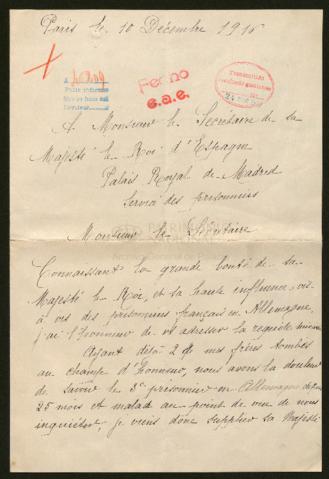 Paris le 10 Décembre 1916
Fecho
e.a.e.
A Monsieur le Secrétaire de sa
Majesté le Roi d'Espagne
Palais Royal de Madrid
Service des prisonniers
Monsieur le Secrétaire
Connaissant la grande bonté de sa
Majesté le Roi, et la haute influence, vis
à vis des prisonniers français en Allemagne,
j'ai l'honneur de vs adresser la requête
Ayant déjà 2 de mes frères tombés
au champ d'honneur, nous avons la douleur
de savoir le 3e prisonnier en Allemagne depuis
25 mois et malade au point de vue de nous
inquiéter, je viens donc supplier sa Majesté